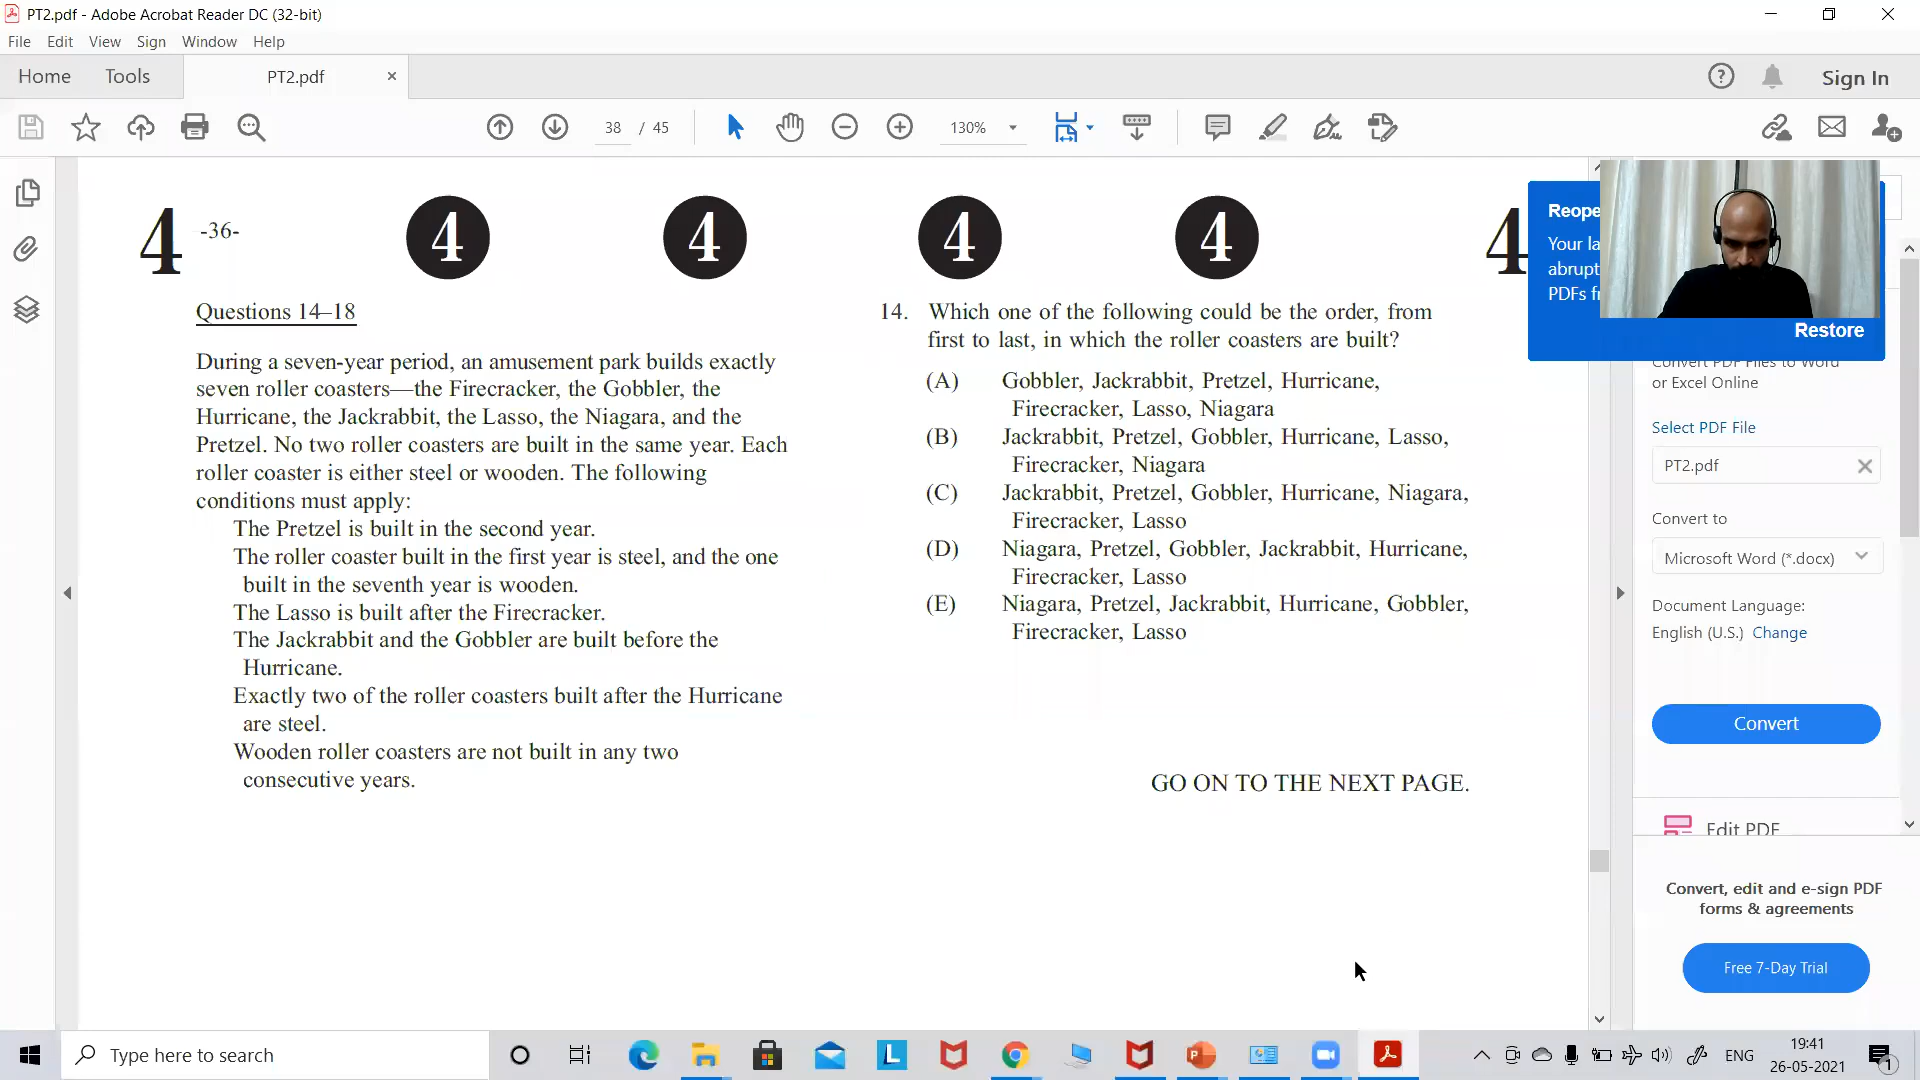 PT2.pdf - Adobe Acrobat Reader DC (32-bit)
File Edit View Sign Window Help
Home Tools PT2.pdf Sign In
38 / 45 130%
4 -36- 4 4 4 4 4
Questions 14–18
During a seven-year period, an amusement park builds exactly
seven roller coasters—the Firecracker, the Gobbler, the
Hurricane, the Jackrabbit, the Lasso, the Niagara, and the
Pretzel. No two roller coasters are built in the same year. Each
roller coaster is either steel or wooden. The following
conditions must apply:
The Pretzel is built in the second year.
The roller coaster built in the first year is steel, and the one
built in the seventh year is wooden.
The Lasso is built after the Firecracker.
The Jackrabbit and the Gobbler are built before the
Hurricane.
Exactly two of the roller coasters built after the Hurricane
are steel.
Wooden roller coasters are not built in any two
consecutive years.
14. Which one of the following could be the order, from
first to last, in which the roller coasters are built?
(A) Gobbler, Jackrabbit, Pretzel, Hurricane,
Firecracker, Lasso, Niagara
(B) Jackrabbit, Pretzel, Gobbler, Hurricane, Lasso,
Firecracker, Niagara
(C) Jackrabbit, Pretzel, Gobbler, Hurricane, Niagara,
Firecracker, Lasso
(D) Niagara, Pretzel, Gobbler, Jackrabbit, Hurricane,
Firecracker, Lasso
(E) Niagara, Pretzel, Jackrabbit, Hurricane, Gobbler,
Firecracker, Lasso
GO ON TO THE NEXT PAGE.
Reope
Your la
abrupt
PDFs f
Restore
Convert PDF Files to Word
or Excel Online
Select PDF File
PT2.pdf
Convert to
Microsoft Word (*.docx)
Document Language:
English (U.S.) Change
Convert
Edit PDF
Convert, edit and e-sign PDF
forms & agreements
Free 7-Day Trial
Type here to search
L
ENG
19:41
26-05-2021
1